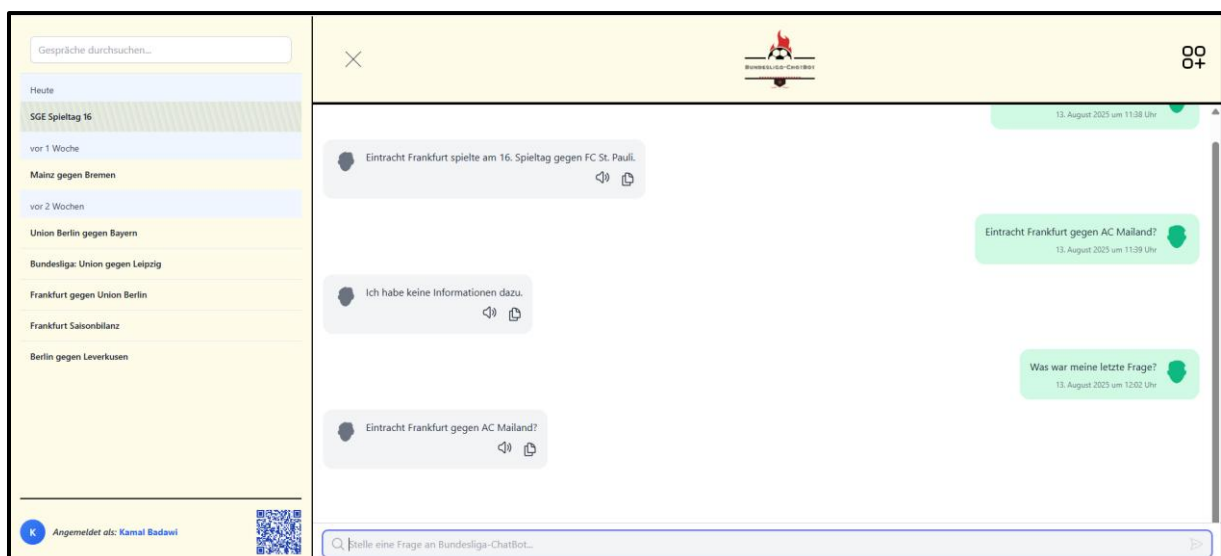 Gespräche durchsuchen...
Heute
SGE Spieltag 16
vor 1 Woche
Mainz gegen Bremen
vor 2 Wochen
Union Berlin gegen Bayern
Bundesliga: Union gegen Leipzig
Frankfurt gegen Union Berlin
Frankfurt Saisonbilanz
Berlin gegen Leverkusen
K
Angemeldet als: Kamal Badawi
Bundesliga-ChatBot
13. August 2025 um 11:38 Uhr
Eintracht Frankfurt spielte am 16. Spieltag gegen FC St. Pauli.
Eintracht Frankfurt gegen AC Mailand?
13. August 2025 um 11:39 Uhr
Ich habe keine Informationen dazu.
Was war meine letzte Frage?
13. August 2025 um 12:02 Uhr
Eintracht Frankfurt gegen AC Mailand?
Stelle eine Frage an Bundesliga-ChatBot...